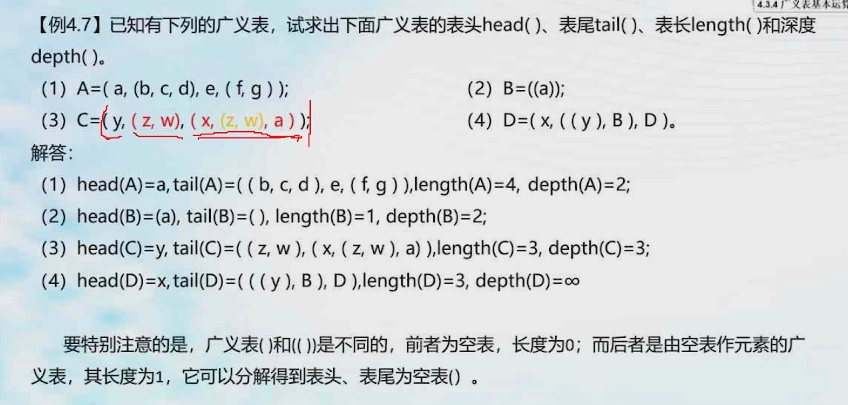 4.3.4 广义表基本运算
【例4.7】已知有下列的广义表，试求出下面广义表的表头head( )、表尾tail( )、表长length( )和深度
depth( )。
(1) A=( a, (b, c, d), e, ( f, g ) ); (2) B=((a));
(3) C=( y, ( z, w), ( x, (z, w), a ) ); (4) D=( x, ( ( y ), B ), D )。
解答：
(1) head(A)=a, tail(A)=( ( b, c, d ), e, ( f, g ) ),length(A)=4, depth(A)=2;
(2) head(B)=(a), tail(B)=( ), length(B)=1, depth(B)=2;
(3) head(C)=y, tail(C)=( ( z, w ), ( x, ( z, w ), a) ),length(C)=3, depth(C)=3;
(4) head(D)=x, tail(D)=( ( ( y ), B ), D ),length(D)=3, depth(D)=∞
要特别注意的是，广义表( )和(( ))是不同的，前者为空表，长度为0；而后者是由空表作元素的广
义表，其长度为1，它可以分解得到表头、表尾为空表()。